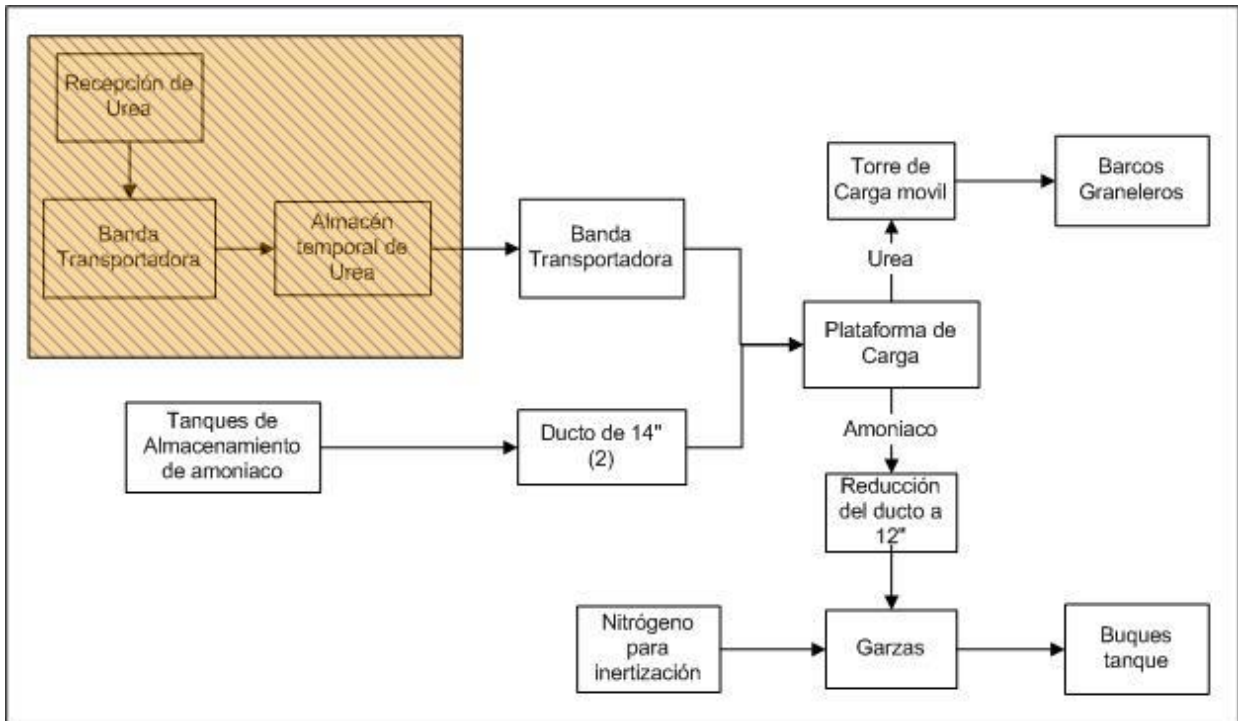 Recepción de
Urea
Banda
Transportadora
Almacén
temporal de
Urea
Banda
Transportadora
Torre de
Carga movil
Barcos
Graneleros
Urea
Plataforma de
Carga
Tanques de
Almacenamiento
de amoniaco
Ducto de 14"
(2)
Amoniaco
Reducción
del ducto a
12"
Nitrógeno
para
inertización
Garzas
Buques
tanque